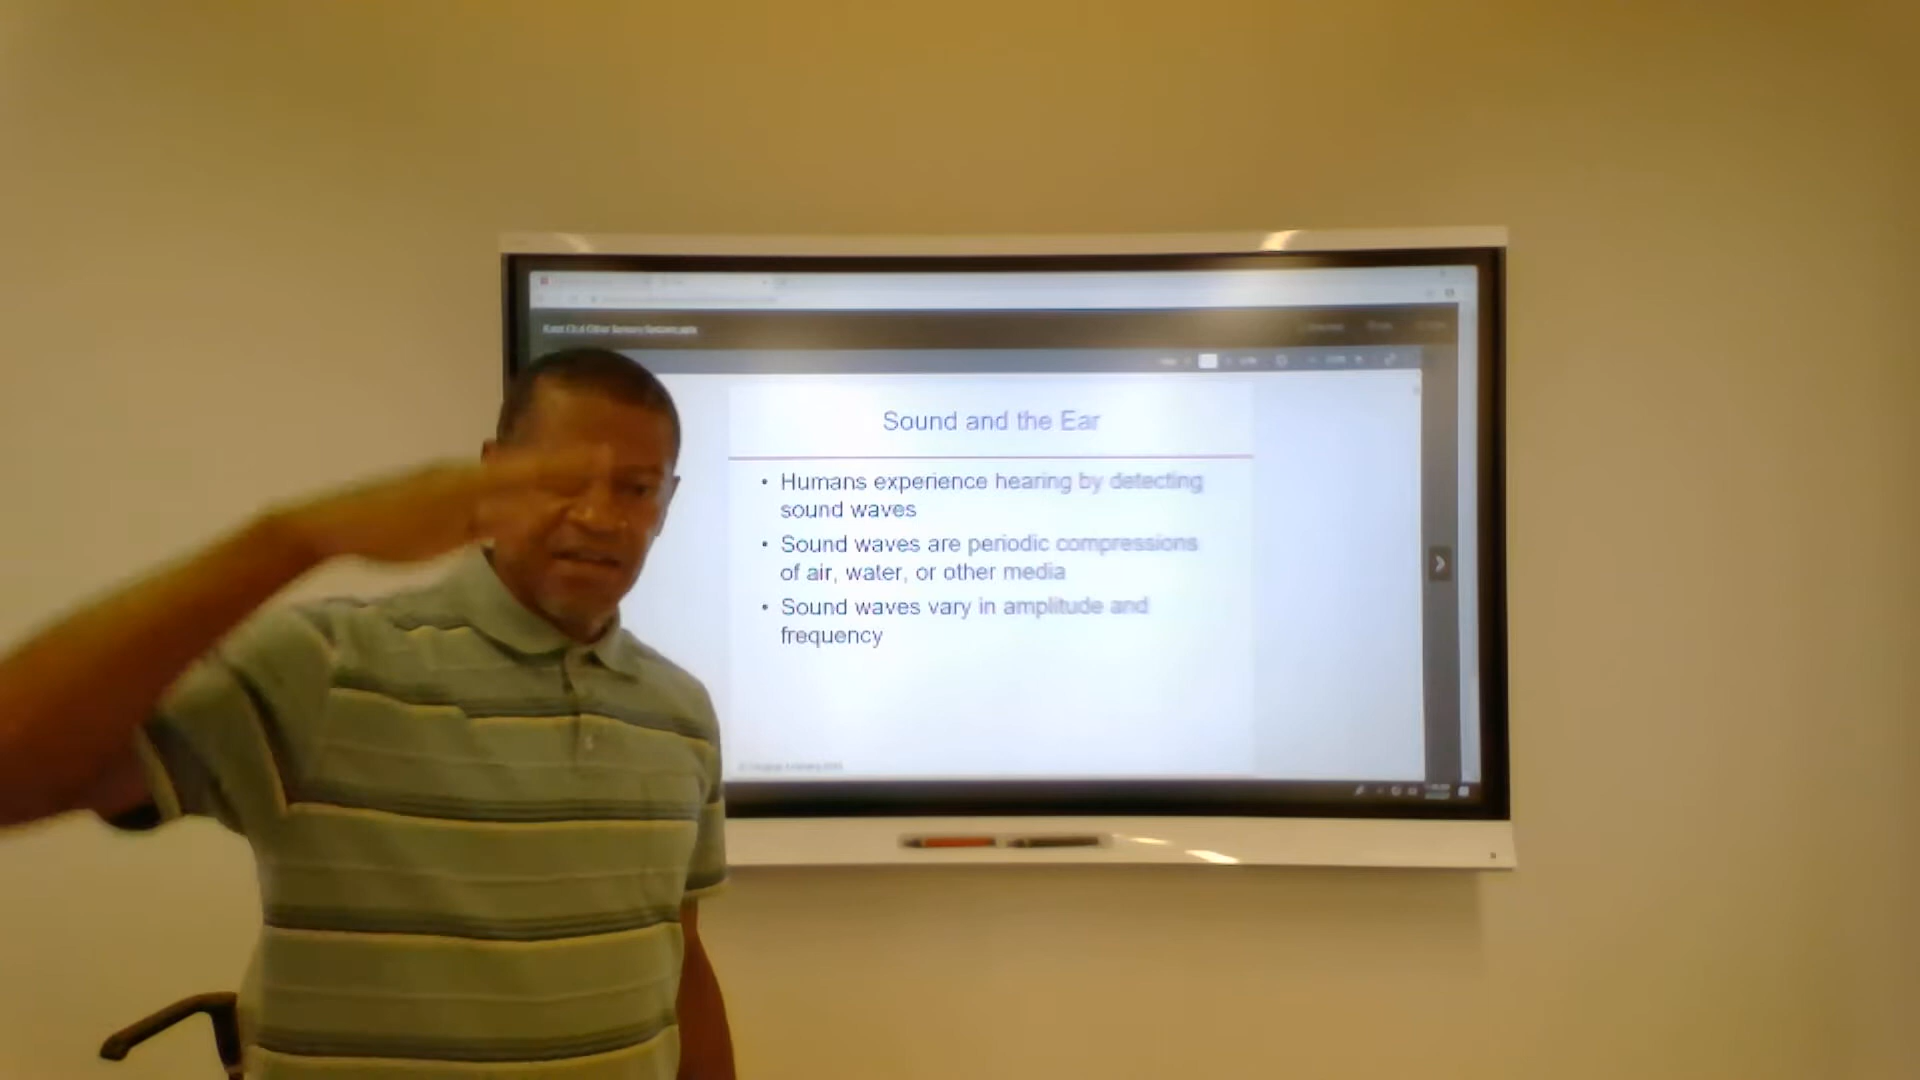 Sound and the Ear
• Humans experience hearing by detecting
sound waves
• Sound waves are periodic compressions
of air, water, or other media
• Sound waves vary in amplitude and
frequency